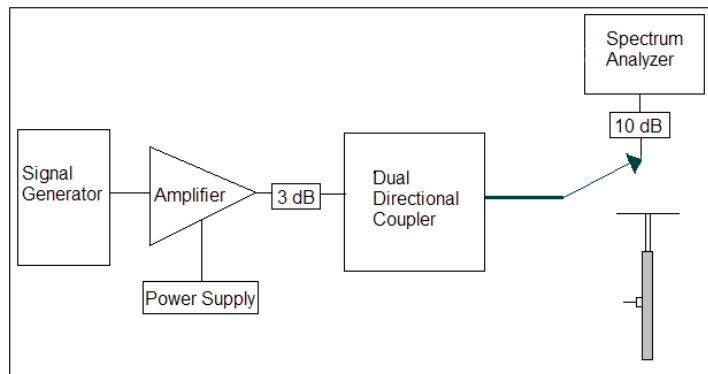 Spectrum
Analyzer
10 dB
Signal
Generator
Amplifier
3 dB
Dual
Directional
Coupler
Power Supply